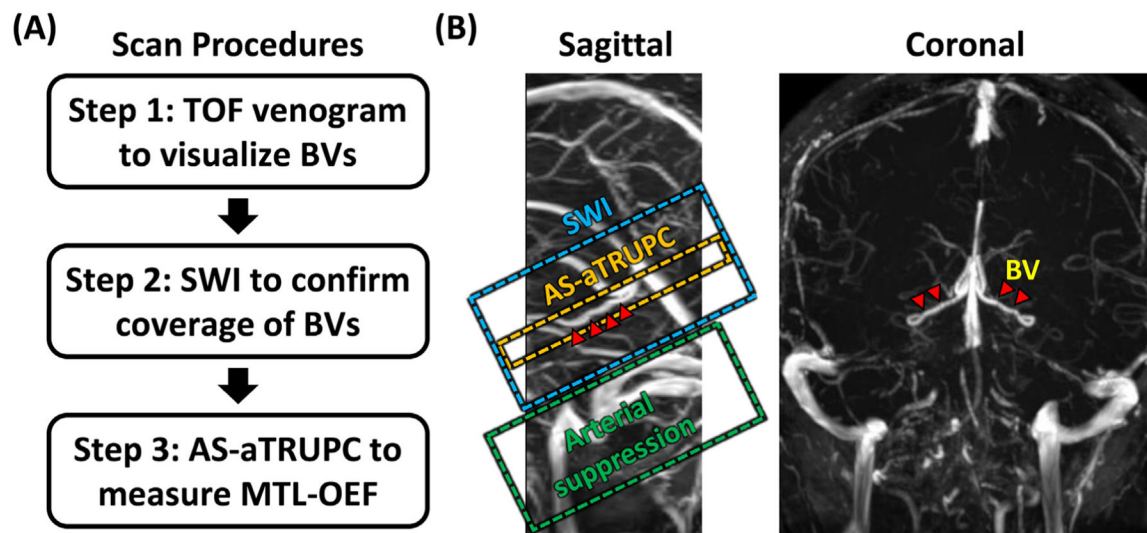 (A)
Scan Procedures
Step 1: TOF venogram
to visualize BVs
Step 2: SWI to confirm
coverage of BVs
Step 3: AS-aTRUPC to
measure MTL-OEF
(B)
Sagittal
Coronal
SWI
AS-aTRUPC
Arterial
suppression
BV